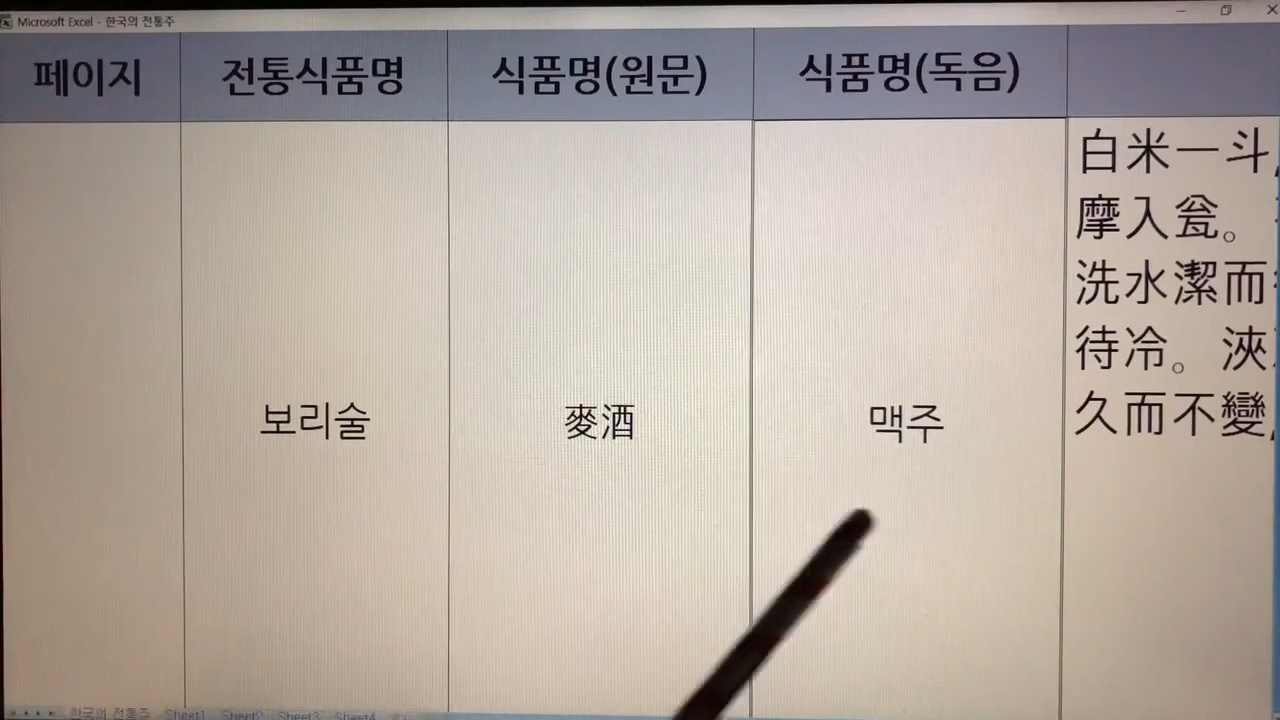 Microsoft Excel - 한국의 전통주
페이지 전통식품명 식품명(원문) 식품명(독음)
白米一斗
摩入瓮。
洗水潔而
待冷。浹
보리술 麥酒 맥주 久而不變,
한국의 전통주 Sheet1 Sheet2 Sheet3 Sheet4